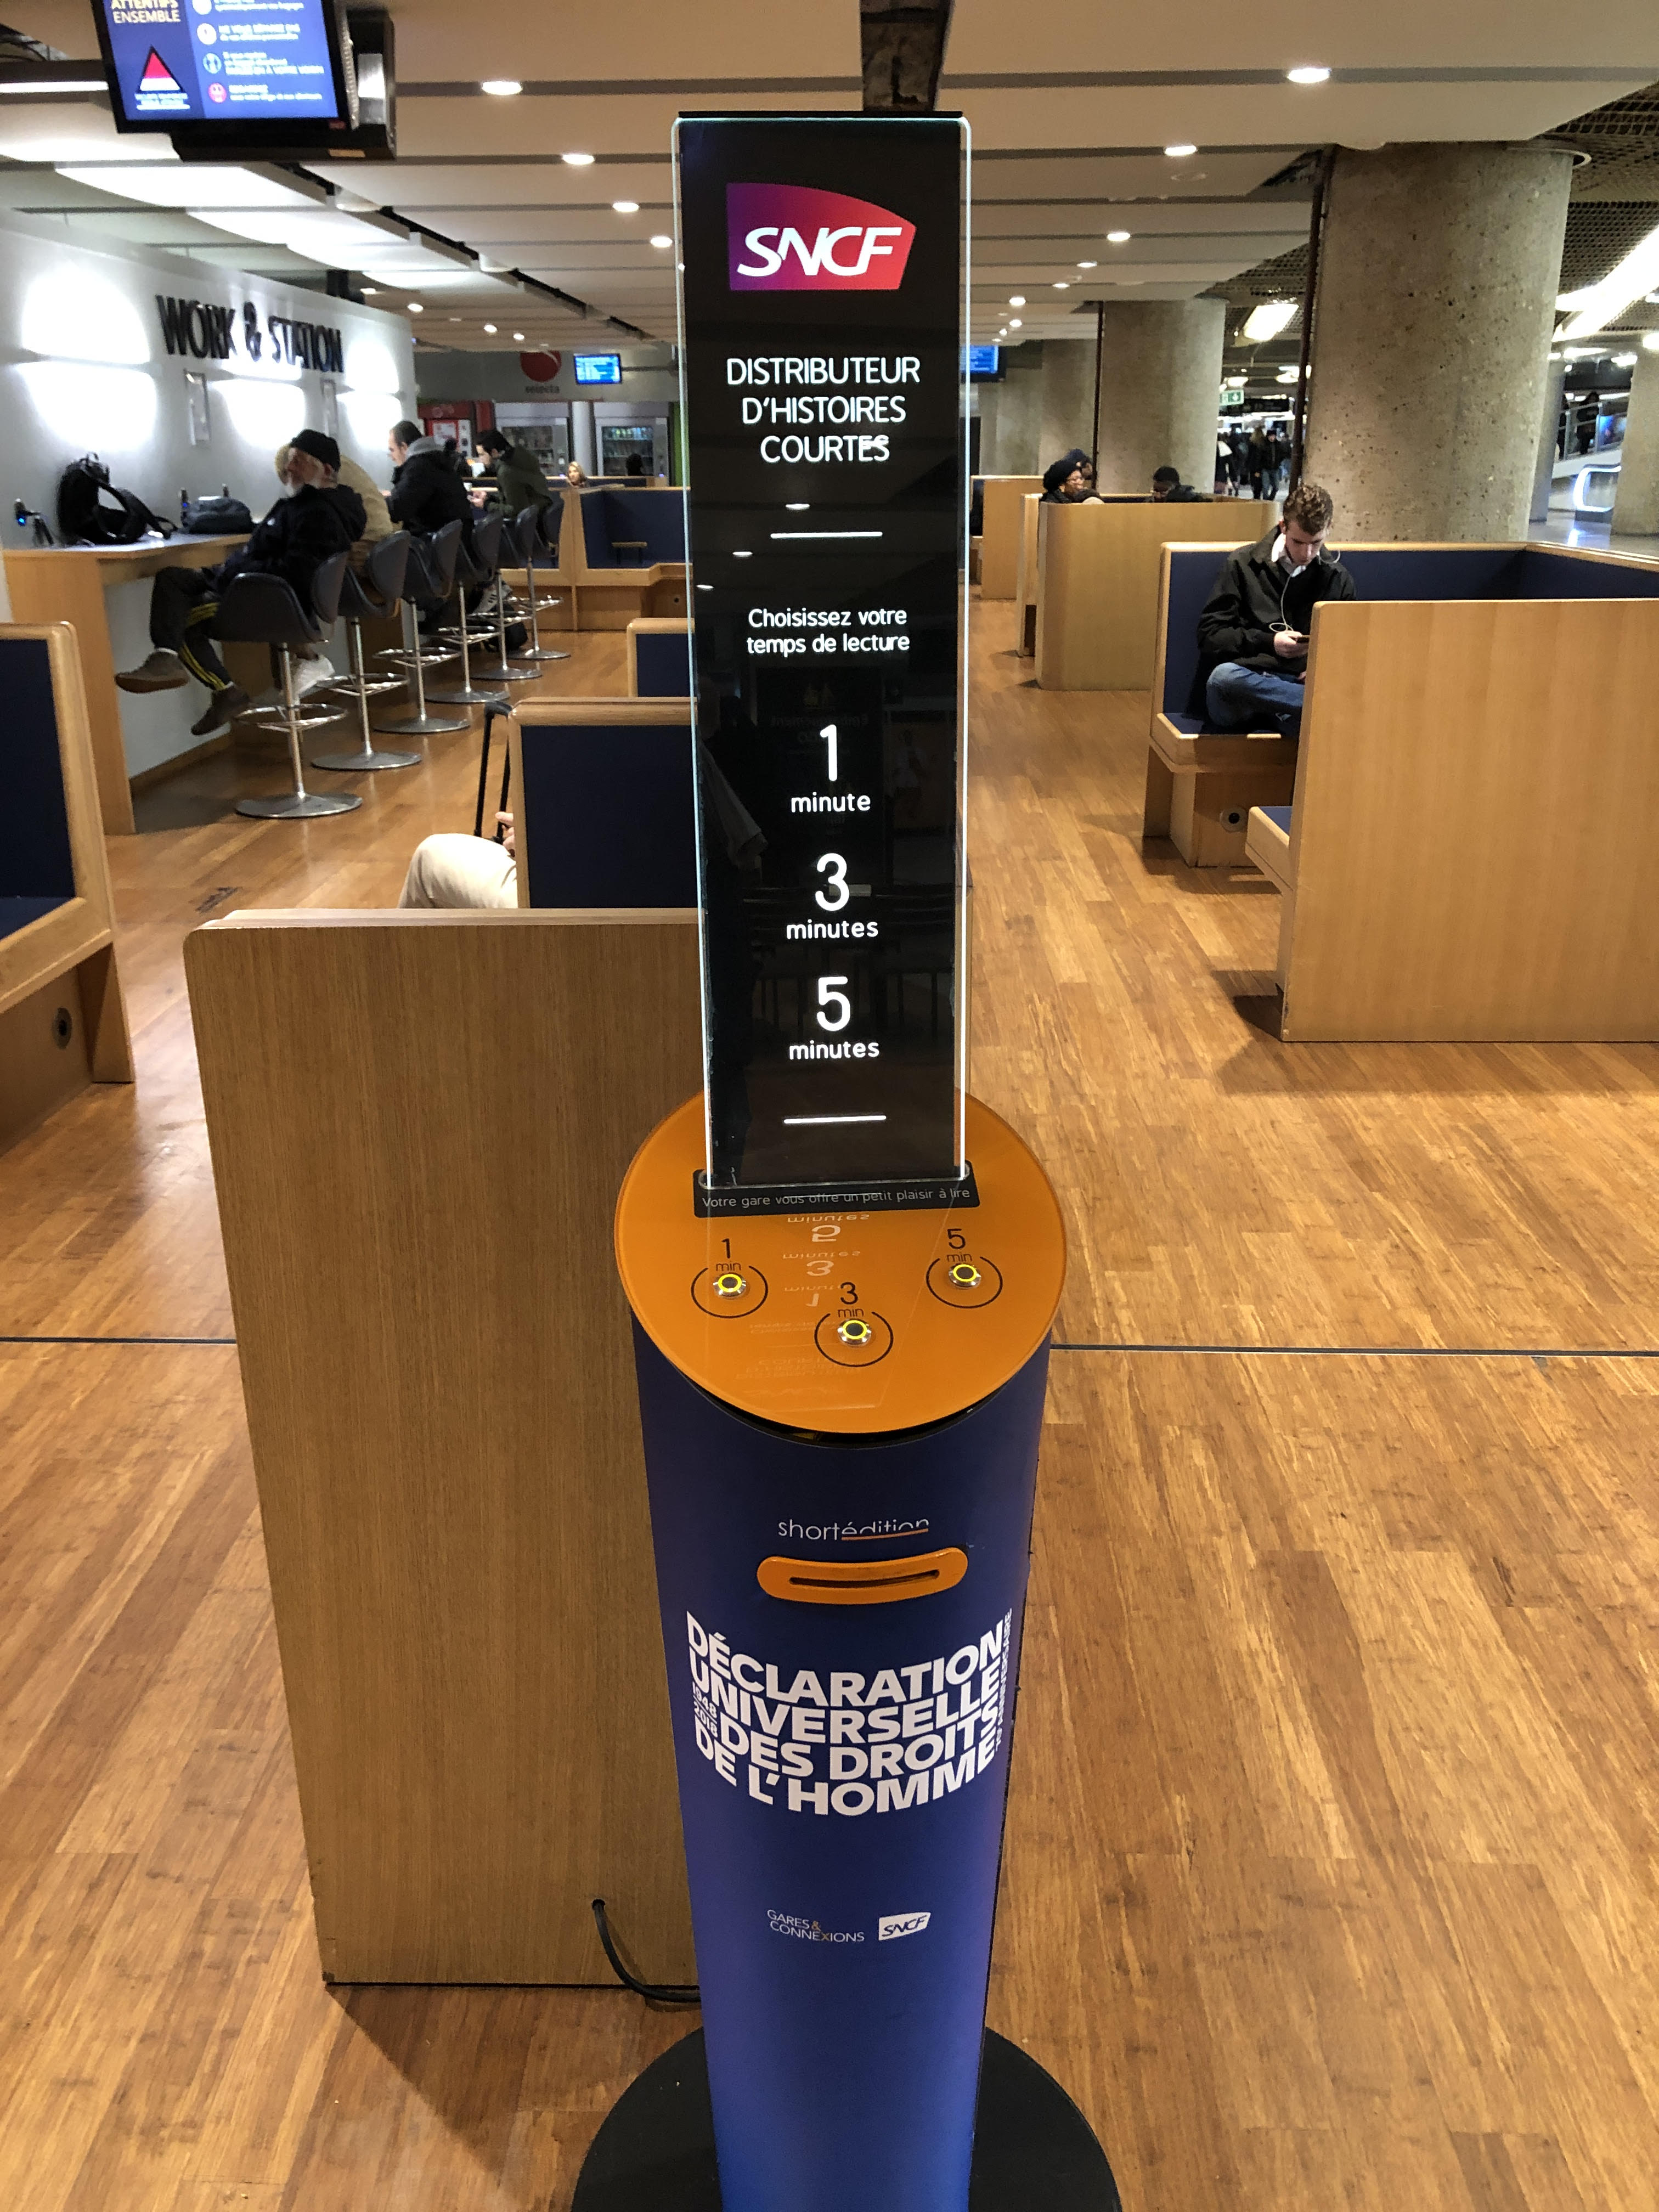 ATTENTIFS
ENSEMBLE
WORK & STATION
selecta
SNCF
DISTRIBUTEUR
D'HISTOIRES
COURTES
Choisissez votre
temps de lecture
1
minute
3
minutes
5
minutes
Votre gare vous offre un petit plaisir à lire
1
min
3
min
5
min
shortédition
DÉCLARATION
UNIVERSELLE
1948
2018
DES DROITS
DE L'HOMME
GARES &
CONNEXIONS
SNCF